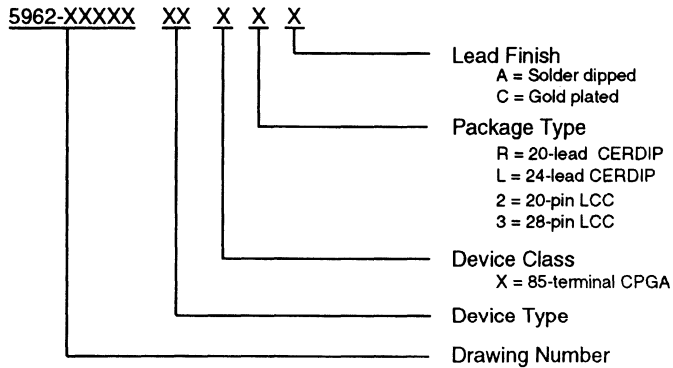 5962-XXXXX XX X X X
Lead Finish
A = Solder dipped
C = Gold plated
Package Type
R = 20-lead CERDIP
L = 24-lead CERDIP
2 = 20-pin LCC
3 = 28-pin LCC
Device Class
X = 85-terminal CPGA
Device Type
Drawing Number